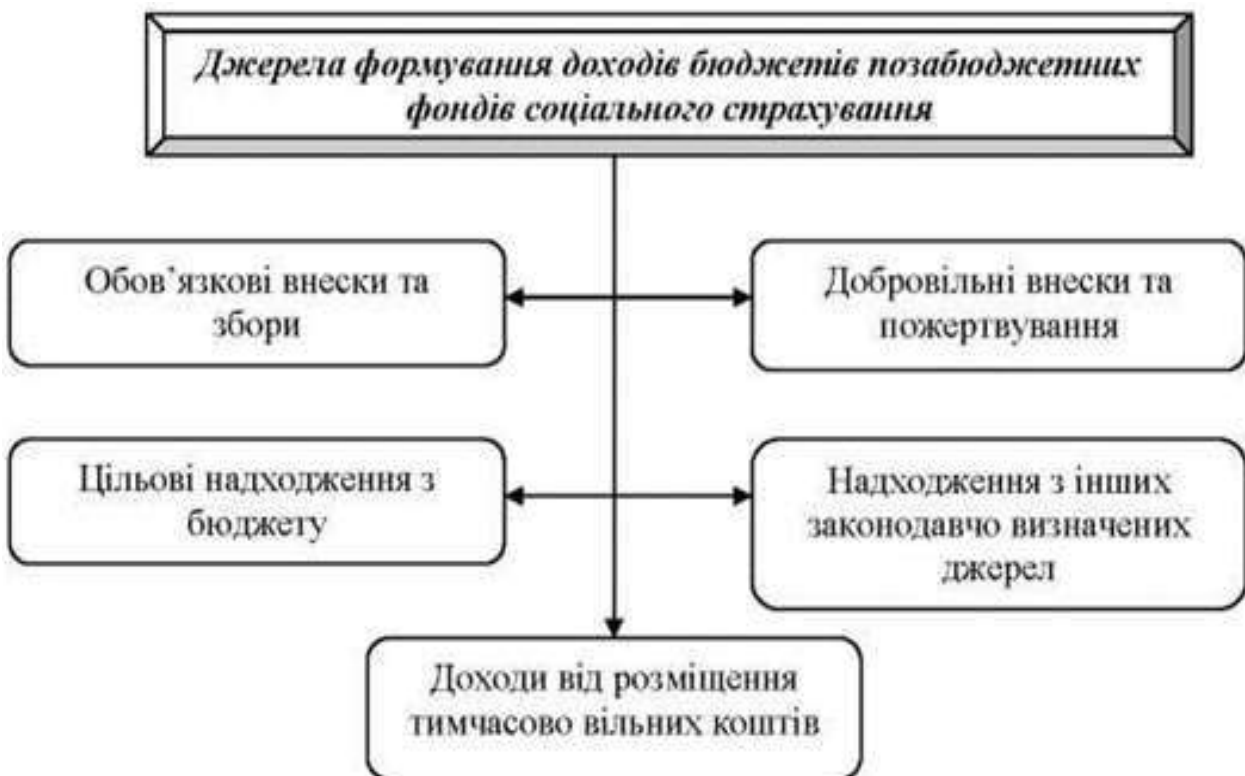 Джерела формування доходів бюджетів позабюджетних
фондів соціального страхування
Обов’язкові внески та
збори
Добровільні внески та
пожертвування
Цільові надходження з
бюджету
Надходження з інших
законодавчо визначених
джерел
Доходи від розміщення
тимчасово вільних коштів